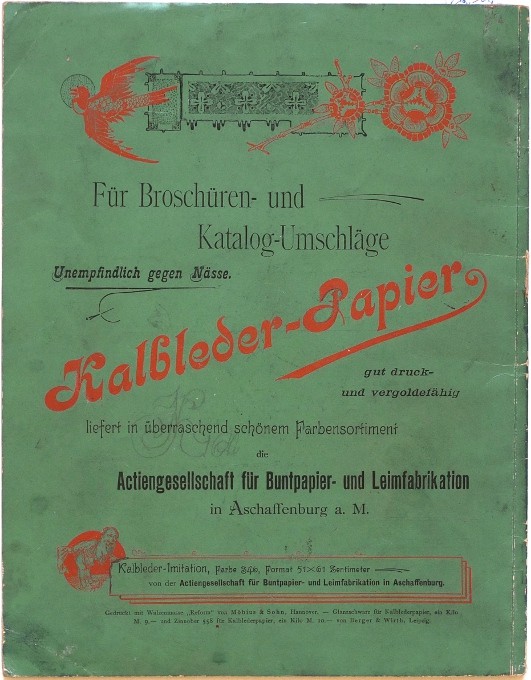 Für Broschüren- und
Katalog-Umschläge
Unempfindlich gegen Nässe.
Kalbleder-Papier
gut druck-
und vergoldefähig
liefert in überraschend schönem Farbensortiment
die
Actiengesellschaft für Buntpapier- und Leimfabrikation
in Aschaffenburg a. M.
Kalbleder-Imitation, Farbe Format 51×61 Zentimeter
von der Actiengesellschaft für Buntpapier- und Leimfabrikation in Aschaffenburg.
Gedruckt mit Walzenmasse „Reform" von Möbius & Sohn, Hannover. — Glanzschwarz für Kalblederpapier, ein Kilo
M. 9.— und Zinnober 558 für Kalblederpapier, ein Kilo M. 10.— von Berger & Wirth, Leipzig.